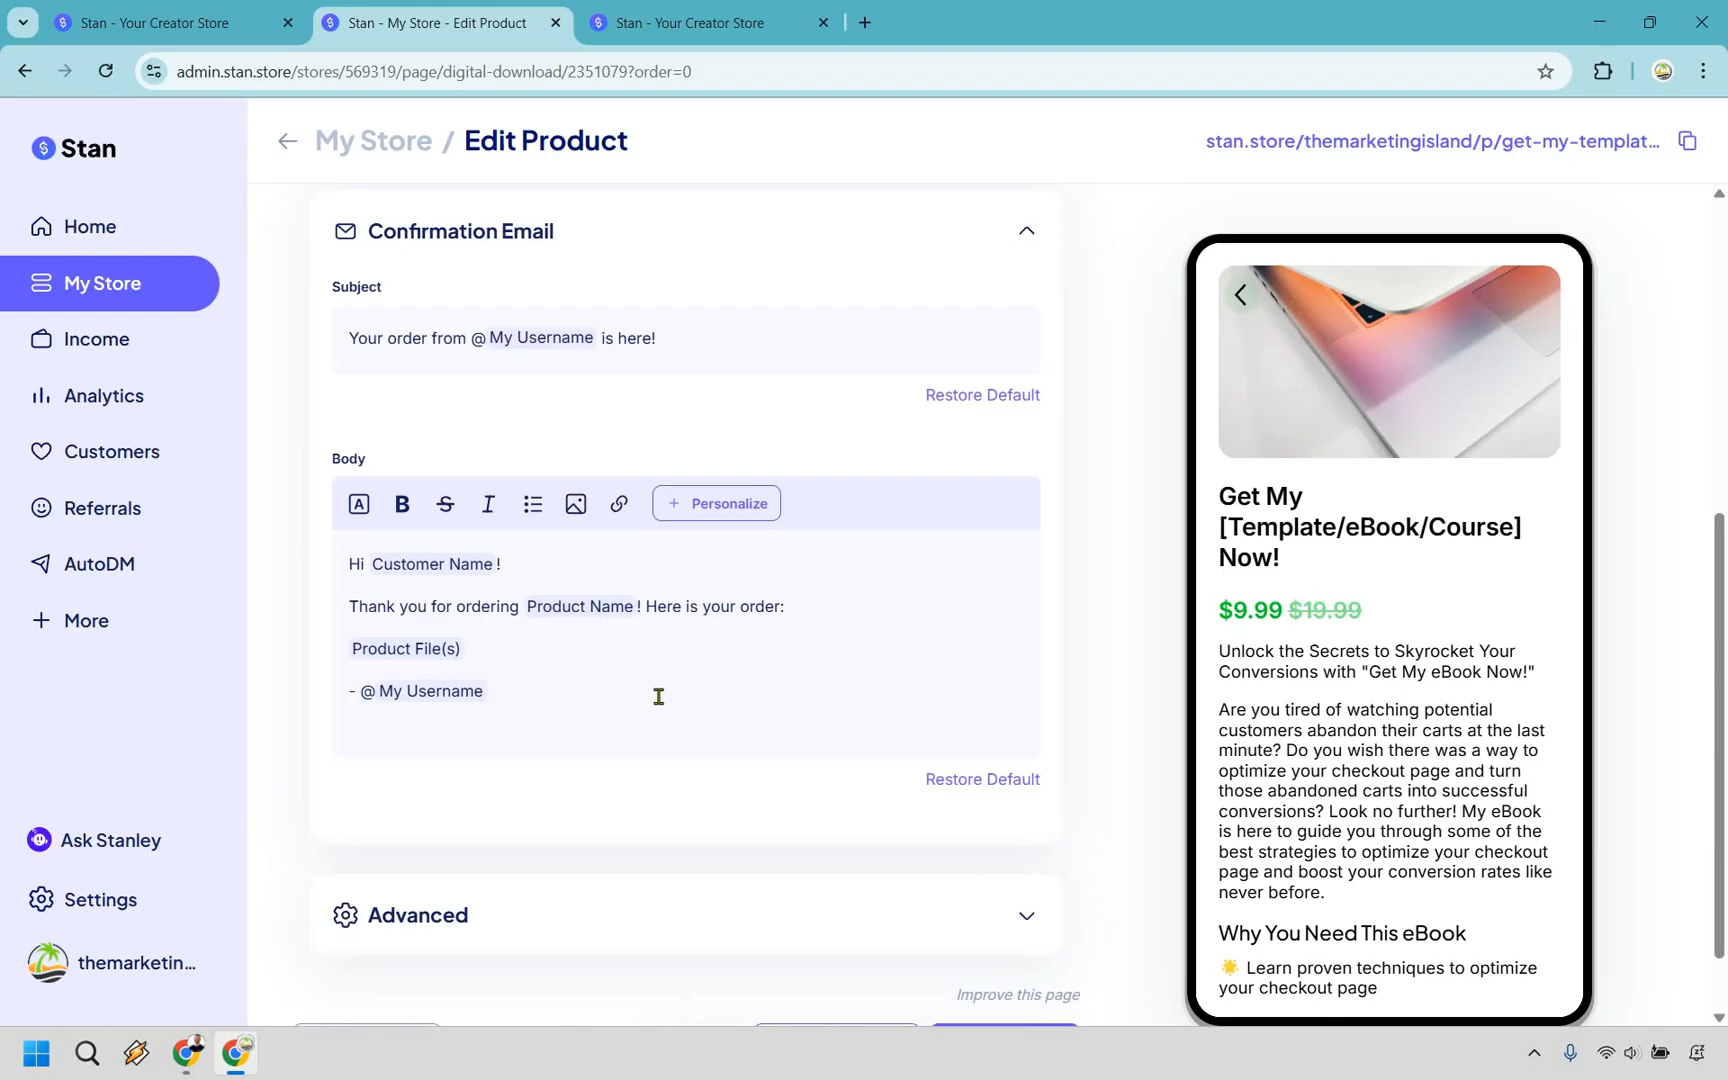 Stan - Your Creator Store
Stan - My Store - Edit Product
Stan - Your Creator Store
admin.stan.store/stores/569319/page/digital-download/2351079?order=0
Stan
Home
My Store
Income
Analytics
Customers
Referrals
AutoDM
More
Ask Stanley
Settings
themarketin...
My Store / Edit Product
stan.store/themarketingisland/p/get-my-templat...
Confirmation Email
Subject
Your order from @ My Username is here!
Restore Default
Body
A B S I + Personalize
Hi Customer Name !
Thank you for ordering Product Name ! Here is your order:
Product File(s)
- @ My Username
Restore Default
Advanced
Improve this page
Get My
[Template/eBook/Course]
Now!
$9.99 $19.99
Unlock the Secrets to Skyrocket Your
Conversions with "Get My eBook Now!"
Are you tired of watching potential
customers abandon their carts at the last
minute? Do you wish there was a way to
optimize your checkout page and turn
those abandoned carts into successful
conversions? Look no further! My eBook
is here to guide you through some of the
best strategies to optimize your checkout
page and boost your conversion rates like
never before.
Why You Need This eBook
🌟 Learn proven techniques to optimize
your checkout page